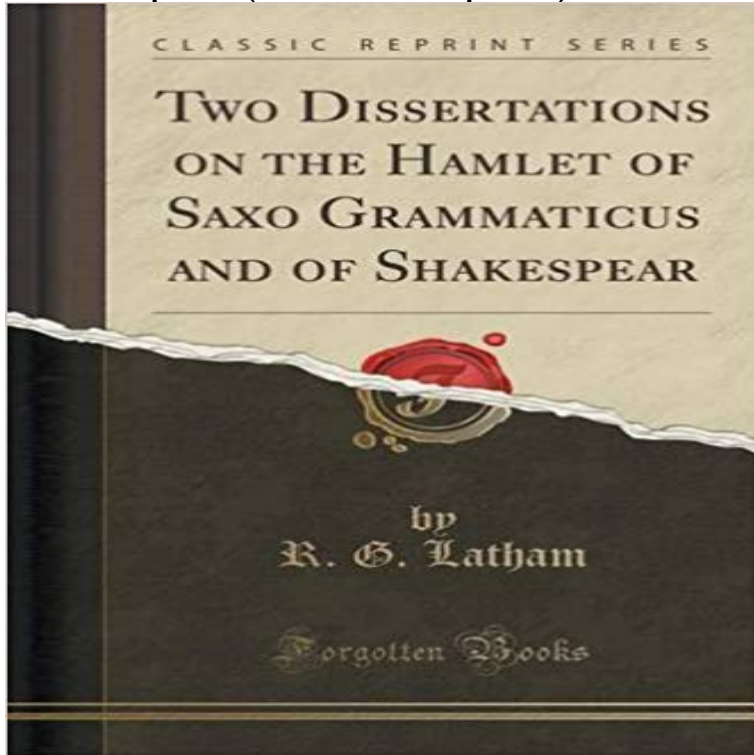 CLASSIC REPRINT SERIES
TWO DISSERTATIONS
ON THE HAMLET OF
SAXO GRAMMATICUS
AND OF SHAKESPEAR
by
R. G. Latham
Forgotten Books